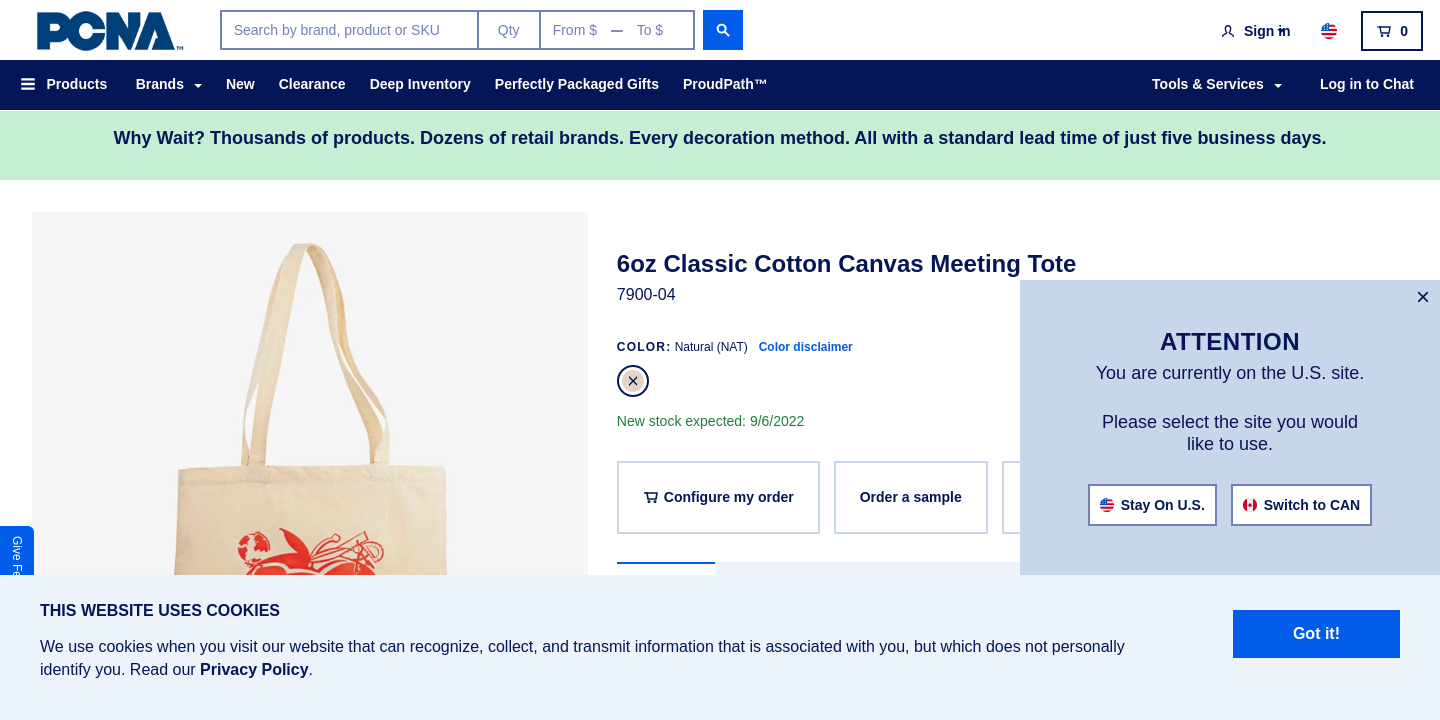 PCNA™
Search by brand, product or SKU
Qty
From $ — To $
Sign in
0
Products
Brands
New
Clearance
Deep Inventory
Perfectly Packaged Gifts
ProudPath™
Tools & Services
Log in to Chat
Why Wait? Thousands of products. Dozens of retail brands. Every decoration method. All with a standard lead time of just five business days.
6oz Classic Cotton Canvas Meeting Tote
7900-04
COLOR: Natural (NAT) Color disclaimer
New stock expected: 9/6/2022
Configure my order
Order a sample
ATTENTION
You are currently on the U.S. site.
Please select the site you would
like to use.
Stay On U.S.
Switch to CAN
Give
THIS WEBSITE USES COOKIES
We use cookies when you visit our website that can recognize, collect, and transmit information that is associated with you, but which does not personally
identify you. Read our Privacy Policy.
Got it!